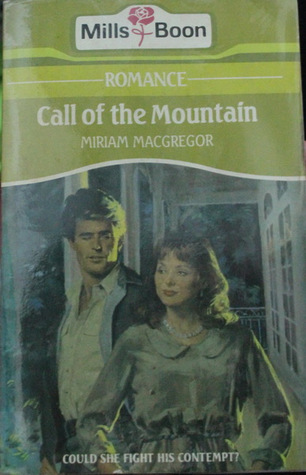 Mills & Boon
ROMANCE
Call of the Mountain
MIRIAM MACGREGOR
COULD SHE FIGHT HIS CONTEMPT?